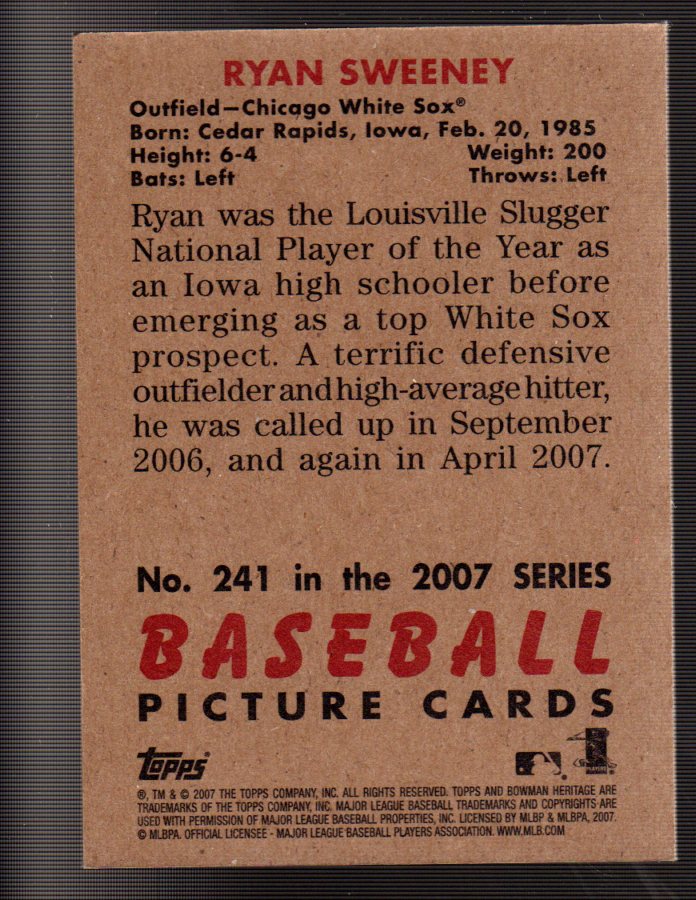 RYAN SWEENEY
Outfield—Chicago White Sox®
Born: Cedar Rapids, Iowa, Feb. 20, 1985
Height: 6-4 Weight: 200
Bats: Left Throws: Left
Ryan was the Louisville Slugger
National Player of the Year as
an Iowa high schooler before
emerging as a top White Sox
prospect. A terrific defensive
outfielder and high-average hitter,
he was called up in September
2006, and again in April 2007.
No. 241 in the 2007 SERIES
BASEBALL
PICTURE CARDS
TOPPS
®, TM & © 2007 THE TOPPS COMPANY, INC. ALL RIGHTS RESERVED. TOPPS AND BOWMAN HERITAGE ARE
TRADEMARKS OF THE TOPPS COMPANY, INC. MAJOR LEAGUE BASEBALL TRADEMARKS AND COPYRIGHTS ARE
USED WITH PERMISSION OF MAJOR LEAGUE BASEBALL PROPERTIES, INC. LICENSED BY MLBP & MLBPA, 2007.
© MLBPA. OFFICIAL LICENSEE - MAJOR LEAGUE BASEBALL PLAYERS ASSOCIATION. WWW.MLB.COM